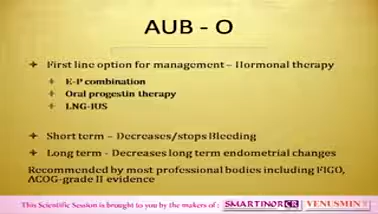 AUB - O
First line option for management – Hormonal therapy
E-P combination
Oral progestin therapy
LNG-IUS
Short term – Decreases/stops Bleeding
Long term - Decreases long term endometrial changes
Recommended by most professional bodies including FIGO,
ACOG-grade II evidence
This Scientific Session is brought to you by the makers of : SMARTINOR CR VENUSMIN